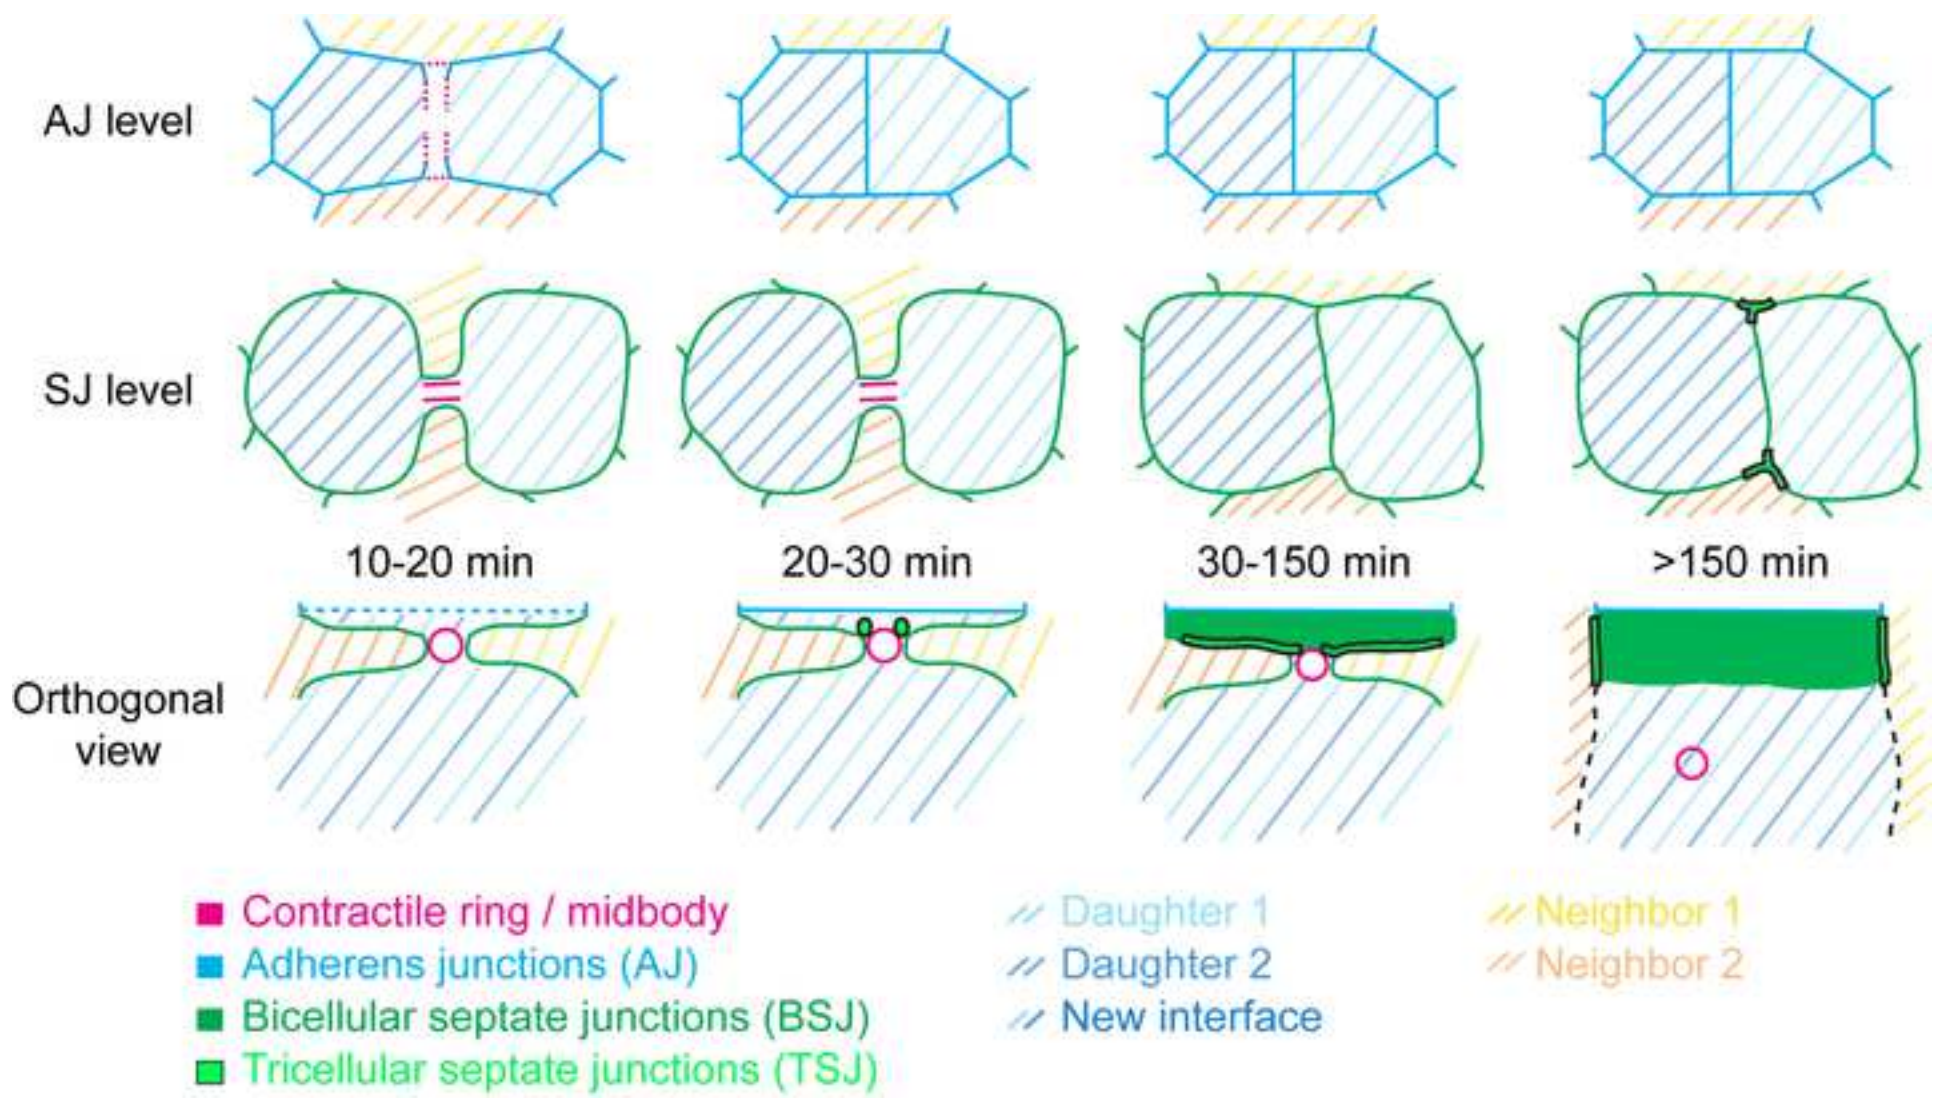 AJ level
SJ level
10-20 min
20-30 min
30-150 min
>150 min
Orthogonal
view
Contractile ring / midbody
Adherens junctions (AJ)
Bicellular septate junctions (BSJ)
Tricellular septate junctions (TSJ)
Daughter 1
Daughter 2
New interface
Neighbor 1
Neighbor 2